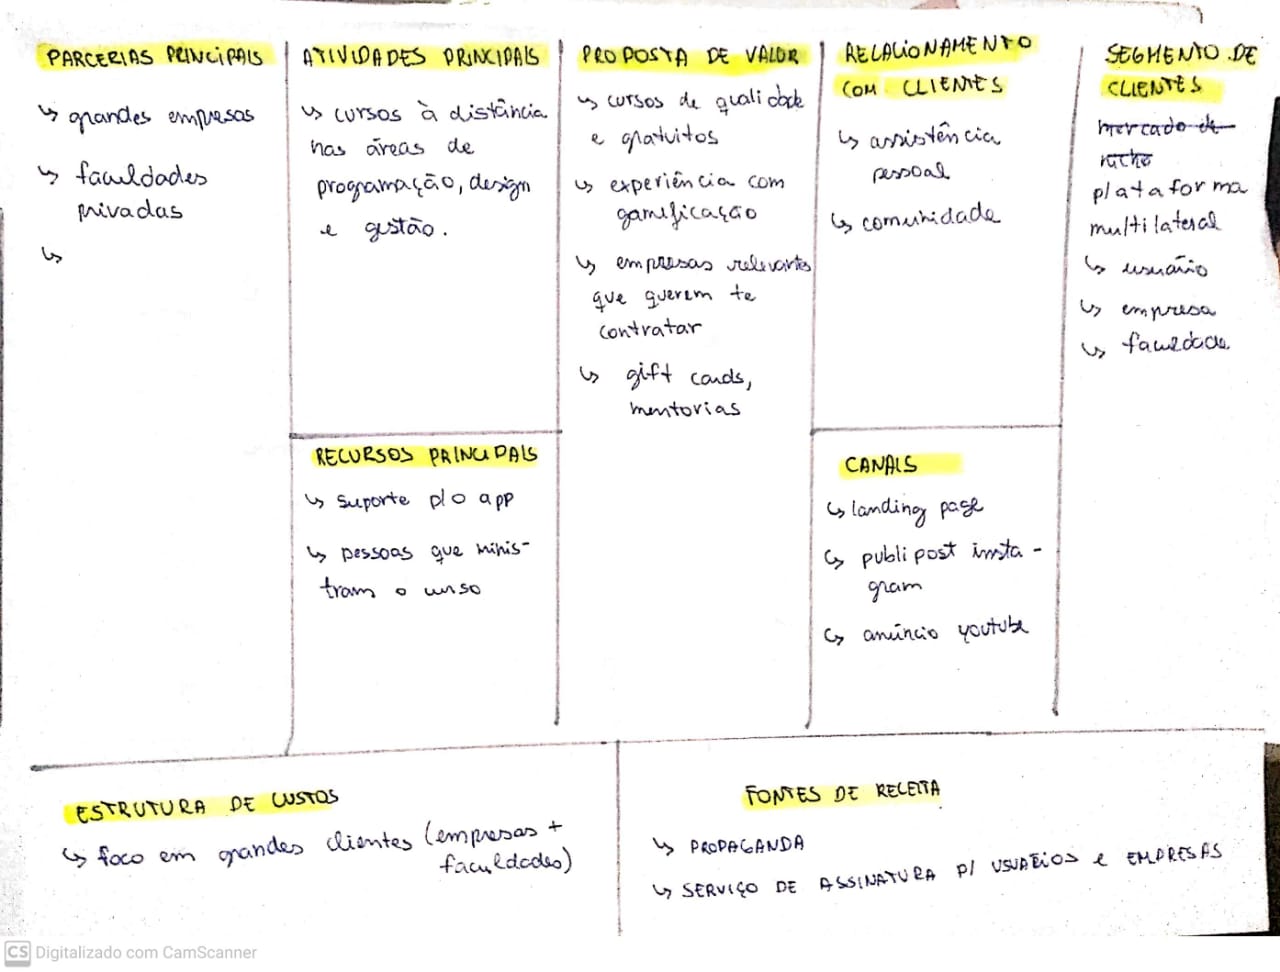 PARCERIAS PRINCIPAIS
↳ grandes empresas
↳ faculdades
privadas
↳
ATIVIDADES PRINCIPAIS
↳ cursos à distância
nas áreas de
programação, design
e gestão.
RECURSOS PRINCIPAIS
↳ suporte p/ o app
↳ pessoas que minis-
tram o curso
PROPOSTA DE VALOR
↳ cursos de qualidade
e gratuitos
↳ experiência com
gamificação
↳ empresas relevantes
que querem te
contratar
↳ gift cards,
mentorias
RELACIONAMENTO
COM CLIENTES
↳ assistência
pessoal
↳ comunidade
CANAIS
↳ landing page
↳ publi post insta-
gram
↳ anúncio youtube
SEGMENTO DE
CLIENTES
mercado de
nicho
plataforma
multilateral
↳ usuário
↳ empresa
↳ faculdade
ESTRUTURA DE CUSTOS
↳ foco em grandes clientes (empresas +
faculdades)
FONTES DE RECEITA
↳ PROPAGANDA
↳ SERVIÇO DE ASSINATURA P/ USUÁRIOS e EMPRESAS
CS Digitalizado com CamScanner